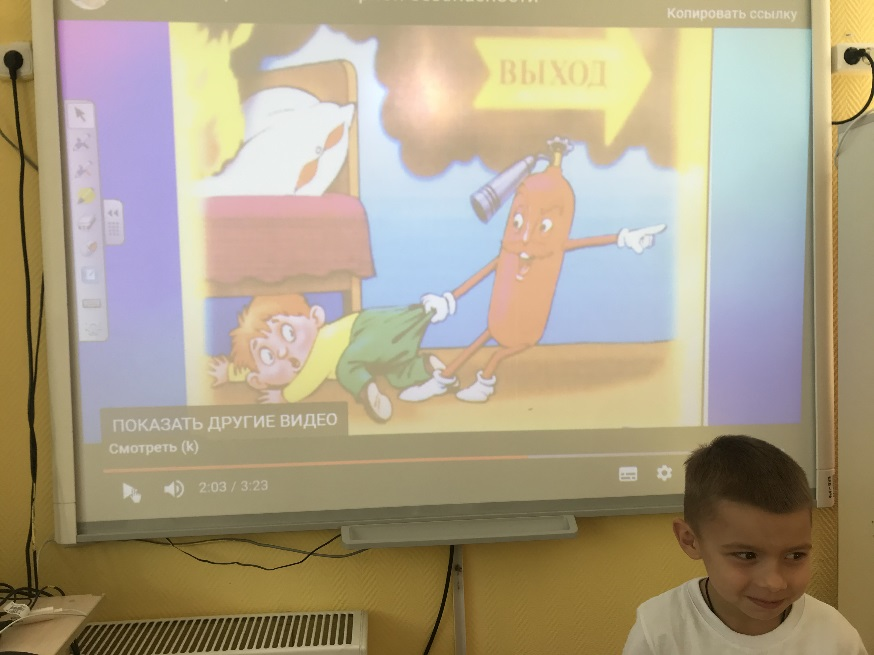 Копировать ссылку
ВЫХОД
ПОКАЗАТЬ ДРУГИЕ ВИДЕО
Смотреть (k)
2:03 / 3:23